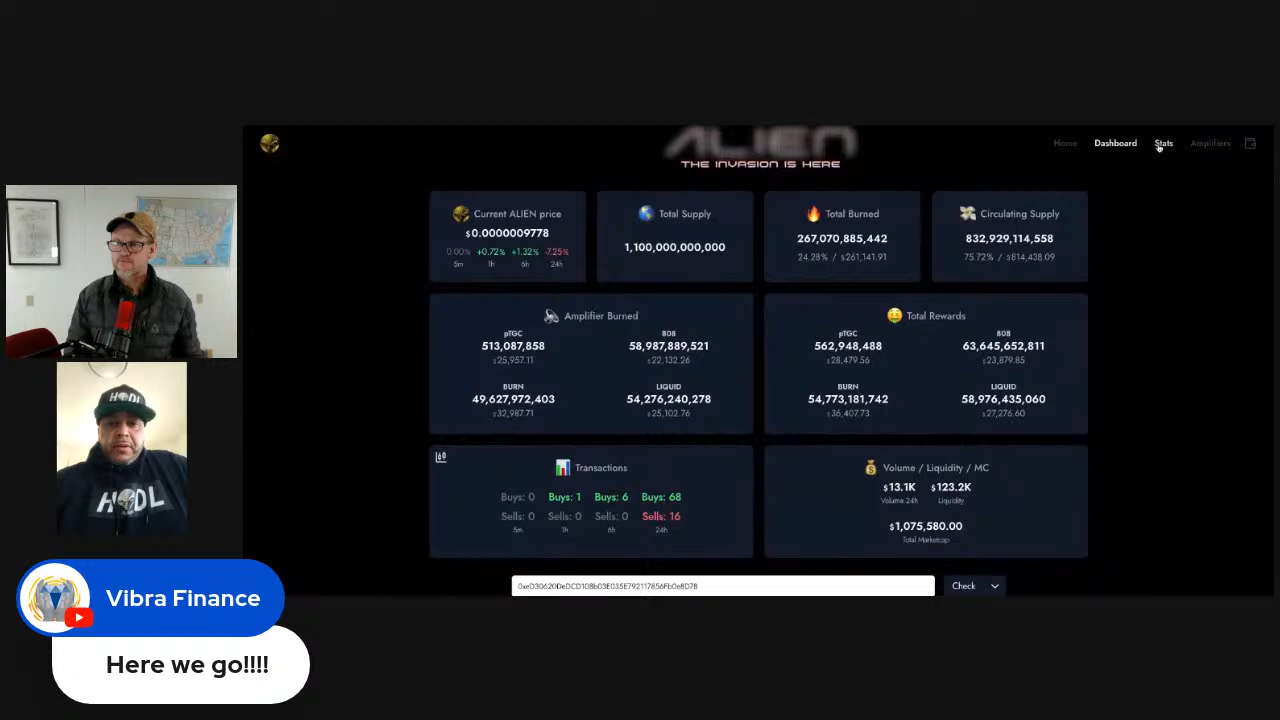 ALIEN
THE INVASION IS HERE
Home Dashboard Stats Amplifiers
Current ALIEN price
$0.0000009778
0.00% +0.72% +1.32% -7.25%
5m 1h 6h 24h
Total Supply
1,100,000,000,000
Total Burned
267,070,885,442
24.28% / $261,141.91
Circulating Supply
832,929,114,558
75.72% / $814,438.09
Amplifier Burned
pTGC 808
513,087,858 58,987,889,521
$25,957.11 $22,132.26
BURN LIQUID
49,627,972,403 54,276,240,278
$32,987.71 $25,102.76
Total Rewards
pTGC 808
562,948,488 63,645,652,811
$28,479.56 $23,879.85
BURN LIQUID
54,773,181,742 58,976,435,060
$36,407.73 $27,276.60
Transactions
Buys: 0 Buys: 1 Buys: 6 Buys: 68
Sells: 0 Sells: 0 Sells: 0 Sells: 16
5m 1h 6h 24h
Volume / Liquidity / MC
$13.1K $123.2K
Volume 24h Liquidity
$1,075,580.00
Total Marketcap
0xeD30620DeDCD108b03E035E792117856Fb0e8D78
Check
HODL
Vibra Finance
Here we go!!!!